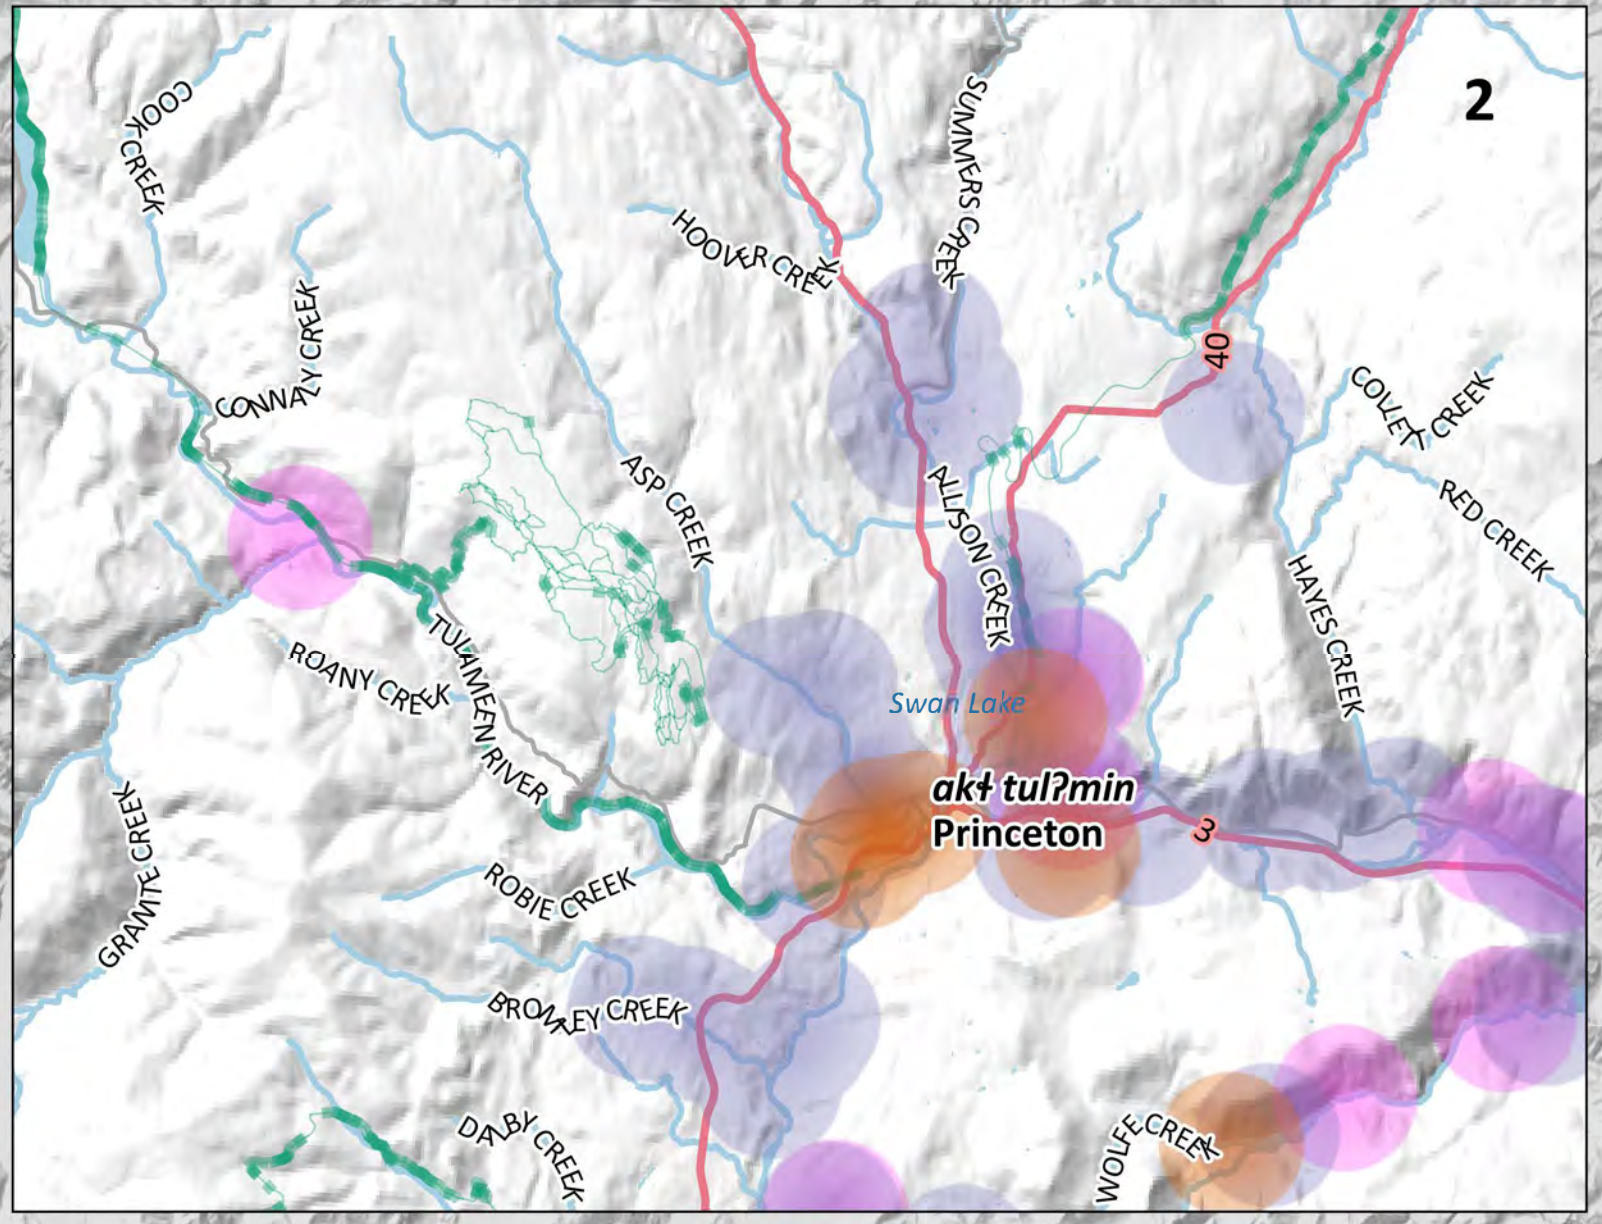 2
COOK CREEK
SUMMERS CREEK
HOOVER CREEK
CONNALY CREEK
40
COVEY CREEK
RED CREEK
ASP CREEK
ALLISON CREEK
HAYES CREEK
TULAMEEN RIVER
ROANY CREEK
Swan Lake
akɬ tulʔmin
Princeton
3
GRANITE CREEK
ROBIE CREEK
BROMLEY CREEK
DALBY CREEK
WOLFE CREEK